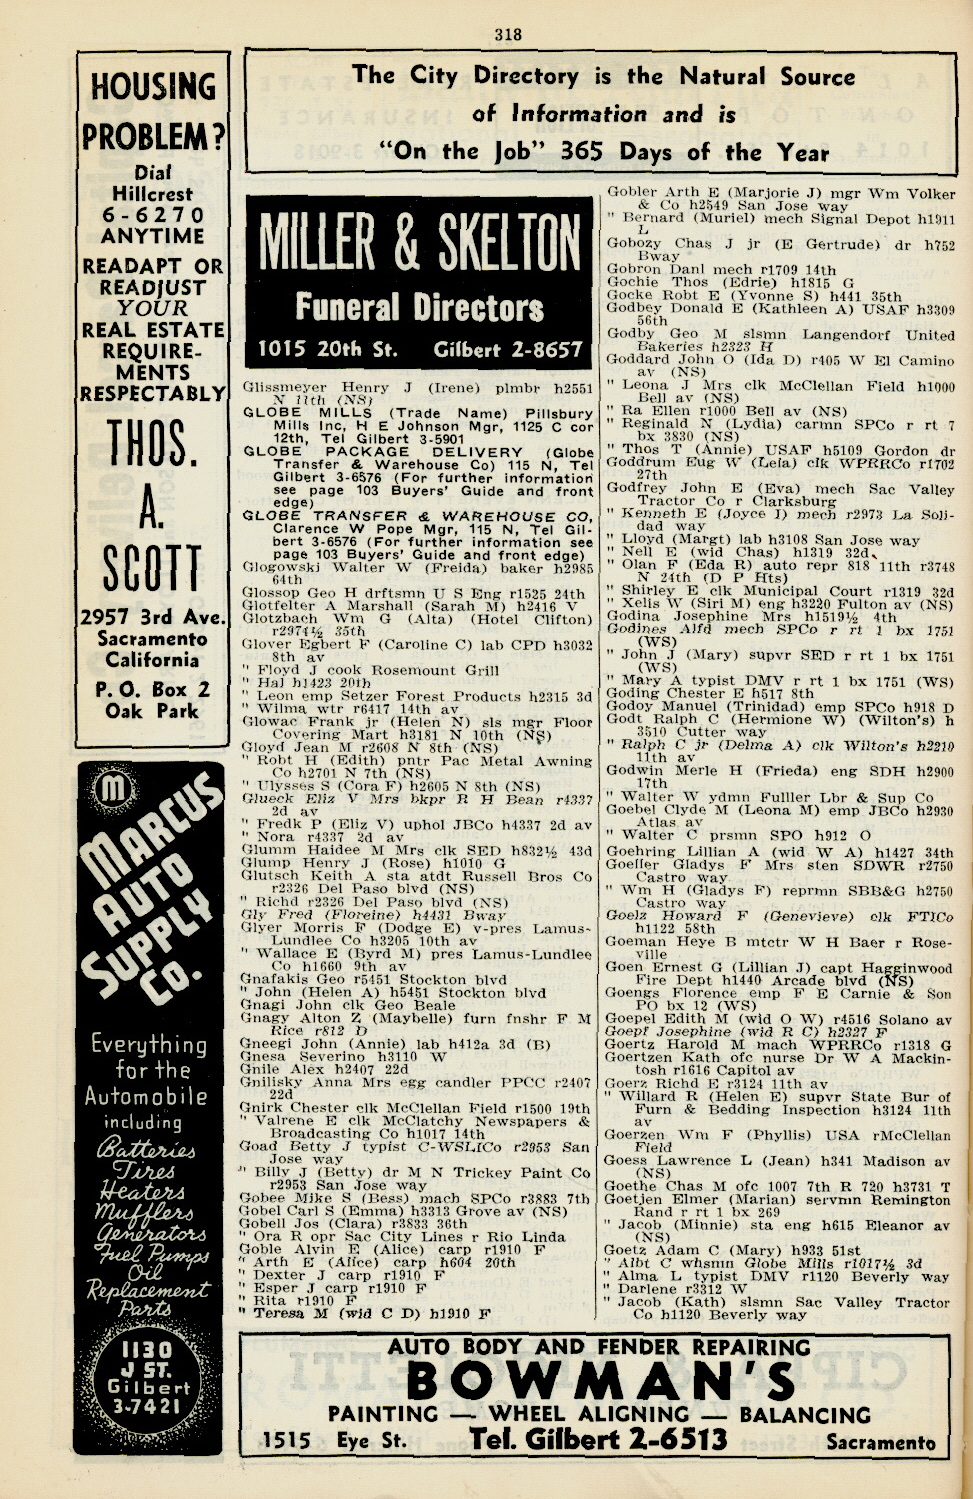 318
HOUSING
PROBLEM?
Dial
Hillcrest
6-6270
ANYTIME
READAPT OR
READJUST
YOUR
REAL ESTATE
REQUIRE-
MENTS
RESPECTABLY
THOS.
A.
SCOTT
2957 3rd Ave.
Sacramento
California
P. O. Box 2
Oak Park
M
MARCUS
AUTO
SUPPLY
Co.
Everything
for the
Automobile
including
Batteries
Tires
Heaters
Mufflers
Generators
Fuel Pumps
Oil
Replacement
Parts
1130
J ST.
Gilbert
3-7421
The City Directory is the Natural Source
of Information and is
"On the Job" 365 Days of the Year
MILLER & SKELTON
Funeral Directors
1015 20th St. Gilbert 2-8657
Glissmeyer Henry J (Irene) plmbr h2551
N 11th (NS)
GLOBE MILLS (Trade Name) Pillsbury
Mills Inc, H E Johnson Mgr, 1125 C cor
12th, Tel Gilbert 3-5901
GLOBE PACKAGE DELIVERY (Globe
Transfer & Warehouse Co) 115 N, Tel
Gilbert 3-6576 (For further information
see page 103 Buyers' Guide and front
edge)
GLOBE TRANSFER & WAREHOUSE CO,
Clarence W Pope Mgr, 115 N, Tel Gil-
bert 3-6576 (For further information see
page 103 Buyers' Guide and front edge)
Glogowski Walter W (Freida) baker h2985
64th
Glossop Geo H drftsmn U S Eng r1525 24th
Glotfelter A Marshall (Sarah M) h2416 V
Glotzbach Wm G (Alta) (Hotel Clifton)
r2974½ 35th
Glover Egbert F (Caroline C) lab CPD h3032
8th av
" Floyd J cook Rosemount Grill
" Hal h1423 20th
" Leon emp Setzer Forest Products h2315 3d
" Wilma wtr r6417 14th av
Glowac Frank jr (Helen N) sls mgr Floor
Covering Mart h3181 N 10th (NS)
Gloyd Jean M r2608 N 8th (NS)
" Robt H (Edith) pntr Pac Metal Awning
Co h2701 N 7th (NS)
" Ulysses S (Cora F) h2605 N 8th (NS)
Glueck Eliz V Mrs bkpr R H Bean r4337
2d av
" Fredk P (Eliz V) uphol JBCo h4337 2d av
" Nora r4337 2d av
Glumm Haidee M Mrs clk SED h832½ 43d
Glump Henry J (Rose) h1010 G
Glutsch Keith A sta atdt Russell Bros Co
r2326 Del Paso blvd (NS)
" Richd r2326 Del Paso blvd (NS)
Gly Fred (Floreine) h4431 Bway
Glyer Morris F (Dodge E) v-pres Lamus-
Lundlee Co h3205 10th av
" Wallace E (Byrd M) pres Lamus-Lundlee
Co h1660 9th av
Gnafakis Geo r5451 Stockton blvd
" John (Helen A) h5451 Stockton blvd
Gnagi John clk Geo Beale
Gnagy Alton Z (Maybelle) furn fnshr F M
Rice r812 D
Gneegi John (Annie) lab h412a 3d (B)
Gnesa Severino h3110 W
Gnile Alex h2407 22d
Gnilisky Anna Mrs egg candler PPCC r2407
22d
Gnirk Chester clk McClellan Field r1500 19th
" Valrene E clk McClatchy Newspapers &
Broadcasting Co h1017 14th
Goad Betty J typist C-WSLICo r2953 San
Jose way
" Billy J (Betty) dr M N Trickey Paint Co
r2953 San Jose way
Gobee Mike S (Bess) mach SPCo r3883 7th
Gobel Carl S (Emma) h3313 Grove av (NS)
Gobell Jos (Clara) r3833 36th
" Ora R opr Sac City Lines r Rio Linda
Goble Alvin E (Alice) carp r1910 F
" Arth E (Alice) carp h604 20th
" Dexter J carp r1910 F
" Esper J carp r1910 F
" Rita r1910 F
" Teresa M (wid C D) h1910 F
Gobler Arth E (Marjorie J) mgr Wm Volker
& Co h2549 San Jose way
" Bernard (Muriel) mech Signal Depot h1911
L
Gobozy Chas J jr (E Gertrude) dr h752
Bway
Gobron Danl mech r1709 14th
Gochie Thos (Edrie) h1815 G
Gocke Robt E (Yvonne S) h441 35th
Godbey Donald E (Kathleen A) USAF h3309
56th
Godby Geo M slsmn Langendorf United
Bakeries h2323 H
Goddard John O (Ida D) r405 W El Camino
av (NS)
" Leona J Mrs clk McClellan Field h1000
Bell av (NS)
" Ra Ellen r1000 Bell av (NS)
" Reginald N (Lydia) carmn SPCo r rt 7
bx 3830 (NS)
" Thos T (Annie) USAF h5109 Gordon dr
Goddrum Eug W (Leia) clk WPRRCo r1702
27th
Godfrey John E (Eva) mech Sac Valley
Tractor Co r Clarksburg
" Kenneth E (Joyce I) mech r2973 La Soli-
dad way
" Lloyd (Margt) lab h3108 San Jose way
" Nell E (wid Chas) h1319 32d
" Olan F (Eda R) auto repr 818 11th r3748
N 24th (D P Hts)
" Shirley E clk Municipal Court r1319 32d
" Xelis W (Siri M) eng h3220 Fulton av (NS)
Godina Josephine Mrs h1519½ 4th
Godines Alfd mech SPCo r rt 1 bx 1751
(WS)
" John J (Mary) supvr SED r rt 1 bx 1751
(WS)
" Mary A typist DMV r rt 1 bx 1751 (WS)
Goding Chester E h517 8th
Godoy Manuel (Trinidad) emp SPCo h918 D
Godt Ralph C (Hermione W) (Wilton's) h
3510 Cutter way
" Ralph C jr (Delma A) clk Wilton's h2210
11th av
Godwin Merle H (Frieda) eng SDH h2900
17th
" Walter W ydmn Fulller Lbr & Sup Co
Goebel Clyde M (Leona M) emp JBCo h2930
Atlas av
" Walter C prsmn SPO h912 O
Goehring Lillian A (wid W A) h1427 34th
Goeller Gladys F Mrs sten SDWR r2750
Castro way
" Wm H (Gladys F) reprmn SBB&G h2750
Castro way
Goelz Howard F (Genevieve) clk FTICo
h1122 58th
Goeman Heye B mtctr W H Baer r Rose-
ville
Goen Ernest G (Lillian J) capt Hagginwood
Fire Dept h1440 Arcade blvd (NS)
Goengs Florence emp F E Carnie & Son
PO bx 12 (WS)
Goepel Edith M (wid O W) r4516 Solano av
Goepf Josephine (wid R C) h2327 F
Goertz Harold M mach WPRRCo r1318 G
Goertzen Kath ofc nurse Dr W A Mackin-
tosh r1616 Capitol av
Goerz Richd E r3124 11th av
" Willard R (Helen E) supvr State Bur of
Furn & Bedding Inspection h3124 11th
av
Goerzen Wm F (Phyllis) USA rMcClellan
Field
Goess Lawrence L (Jean) h341 Madison av
(NS)
Goethe Chas M ofc 1007 7th R 720 h3731 T
Goetjen Elmer (Marian) servmn Remington
Rand r rt 1 bx 269
" Jacob (Minnie) sta eng h615 Eleanor av
(NS)
Goetz Adam C (Mary) h933 51st
" Albt C whsmn Globe Mills r1017½ 3d
" Alma L typist DMV r1120 Beverly way
" Darlene r3312 W
" Jacob (Kath) slsmn Sac Valley Tractor
Co h1120 Beverly way
AUTO BODY AND FENDER REPAIRING
BOWMAN'S
PAINTING — WHEEL ALIGNING — BALANCING
1515 Eye St. Tel. Gilbert 2-6513 Sacramento